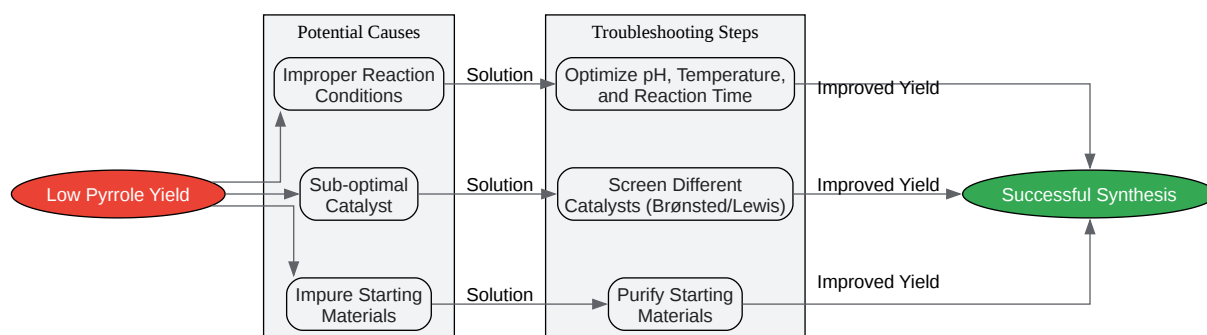 Potential Causes
Troubleshooting Steps
Improper Reaction
Conditions
Solution
Optimize pH, Temperature,
and Reaction Time
Improved Yield
Low Pyrrole Yield
Sub-optimal
Catalyst
Solution
Screen Different
Catalysts (Brønsted/Lewis)
Improved Yield
Successful Synthesis
Impure Starting
Materials
Solution
Purify Starting
Materials
Improved Yield